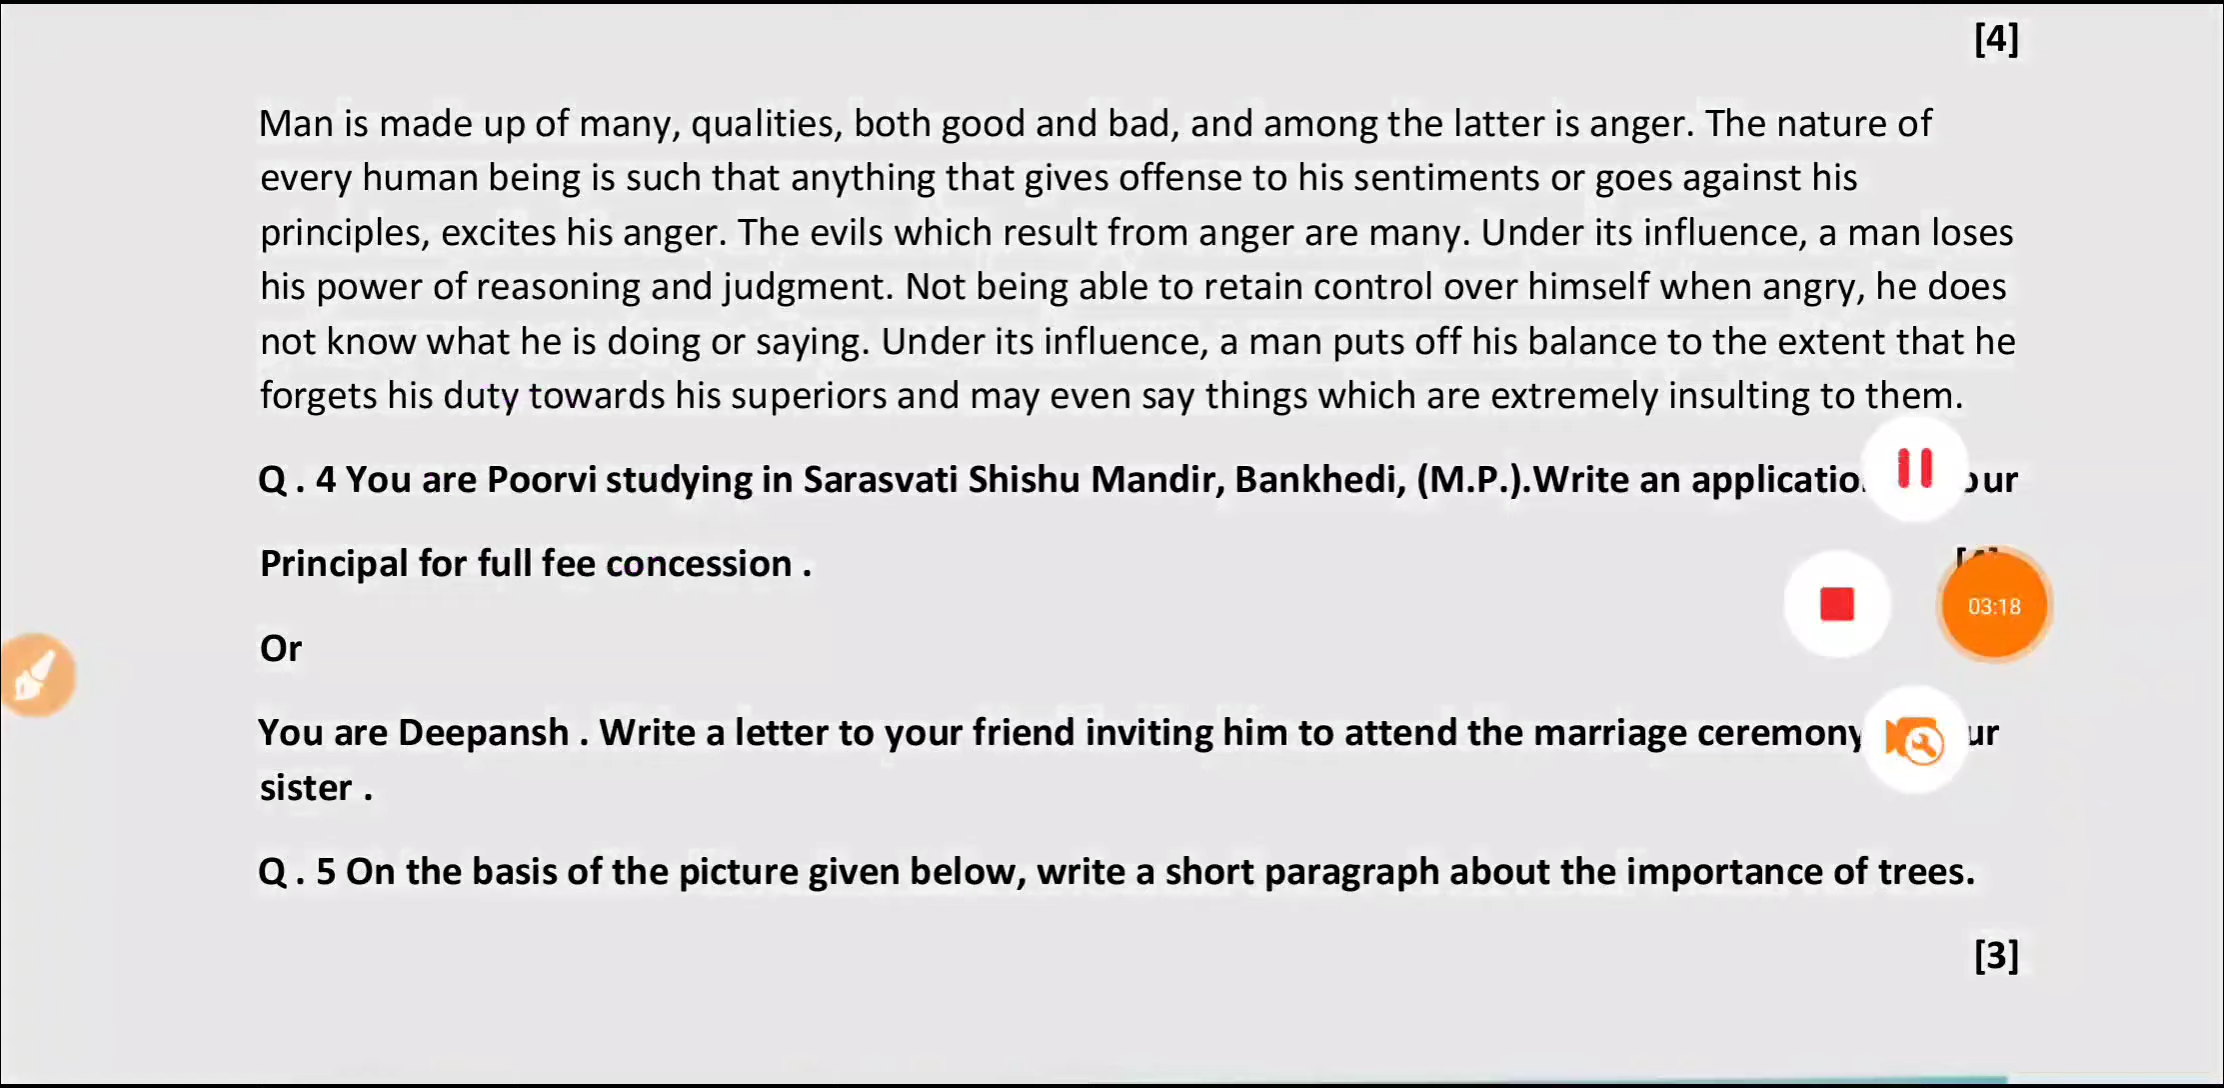 [4]
Man is made up of many, qualities, both good and bad, and among the latter is anger. The nature of
every human being is such that anything that gives offense to his sentiments or goes against his
principles, excites his anger. The evils which result from anger are many. Under its influence, a man loses
his power of reasoning and judgment. Not being able to retain control over himself when angry, he does
not know what he is doing or saying. Under its influence, a man puts off his balance to the extent that he
forgets his duty towards his superiors and may even say things which are extremely insulting to them.
Q . 4 You are Poorvi studying in Sarasvati Shishu Mandir, Bankhedi, (M.P.).Write an
Principal for full fee concession .
03:18
Or
You are Deepansh . Write a letter to your friend inviting him to attend the marriage ceremony
sister .
Q . 5 On the basis of the picture given below, write a short paragraph about the importance of trees.
[3]